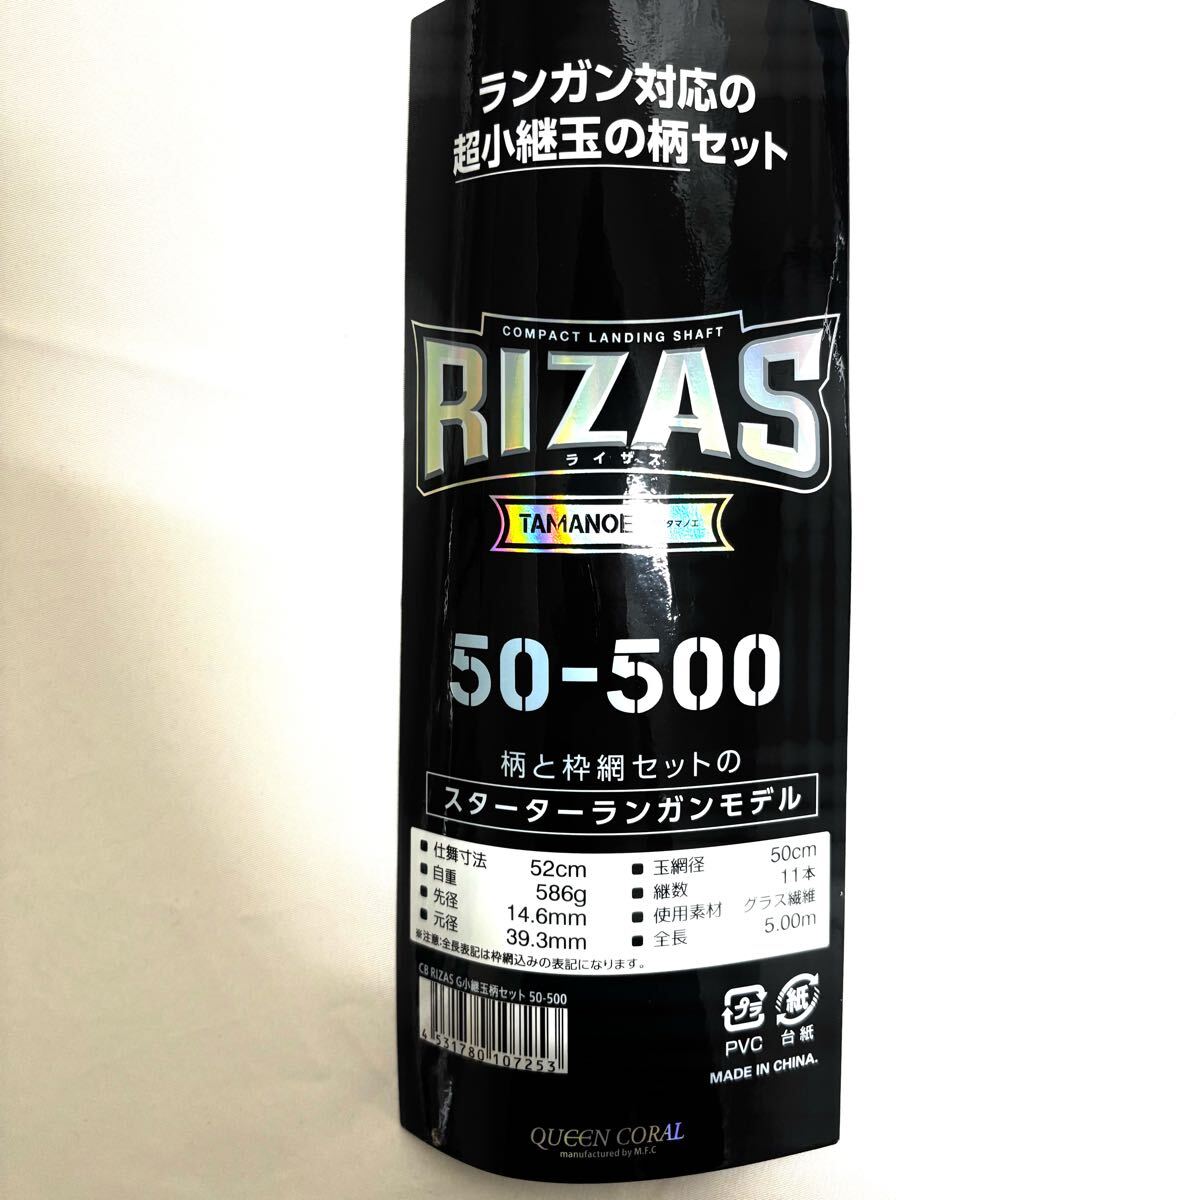 ランガン対応の
超小継玉の柄セット
COMPACT LANDING SHAFT
RIZAS
ライザス
TAMANOE タマノエ
50-500
柄と枠網セットの
スターターランガンモデル
■ 仕舞寸法 52cm
■ 自重 586g
■ 先径 14.6mm
■ 元径 39.3mm
■ 玉網径 50cm
■ 継数 11本
■ 使用素材 グラス繊維
■ 全長 5.00m
※注意:全長表記は枠網込みの表記になります。
CB RIZAS G小継玉柄セット 50-500
4 531780 107253
プラ
PVC
紙
台紙
MADE IN CHINA.
QUEEN CORAL
manufactured by M.F.C